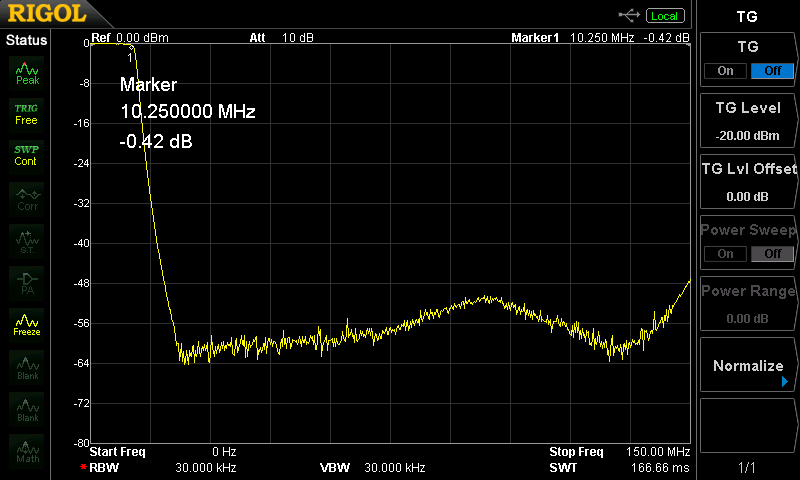 RIGOL
Local
TG
Status
Ref 0.00 dBm Att 10 dB Marker1 10.250 MHz -0.42 dB
TG
On Off
Peak
TRIG
Free
SWP
Cont
Corr
S.T.
PA
Freeze
Blank
Blank
Math
0
-8
-16
-24
-32
-40
-48
-56
-64
-72
-80
1
Marker
10.250000 MHz
-0.42 dB
TG Level
-20.00 dBm
TG Lvl Offset
0.00 dB
Power Sweep
On Off
Power Range
0.00 dB
Normalize
Start Freq 0 Hz Stop Freq 150.00 MHz
RBW 30.000 kHz VBW 30.000 kHz SWT 166.66 ms
1/1